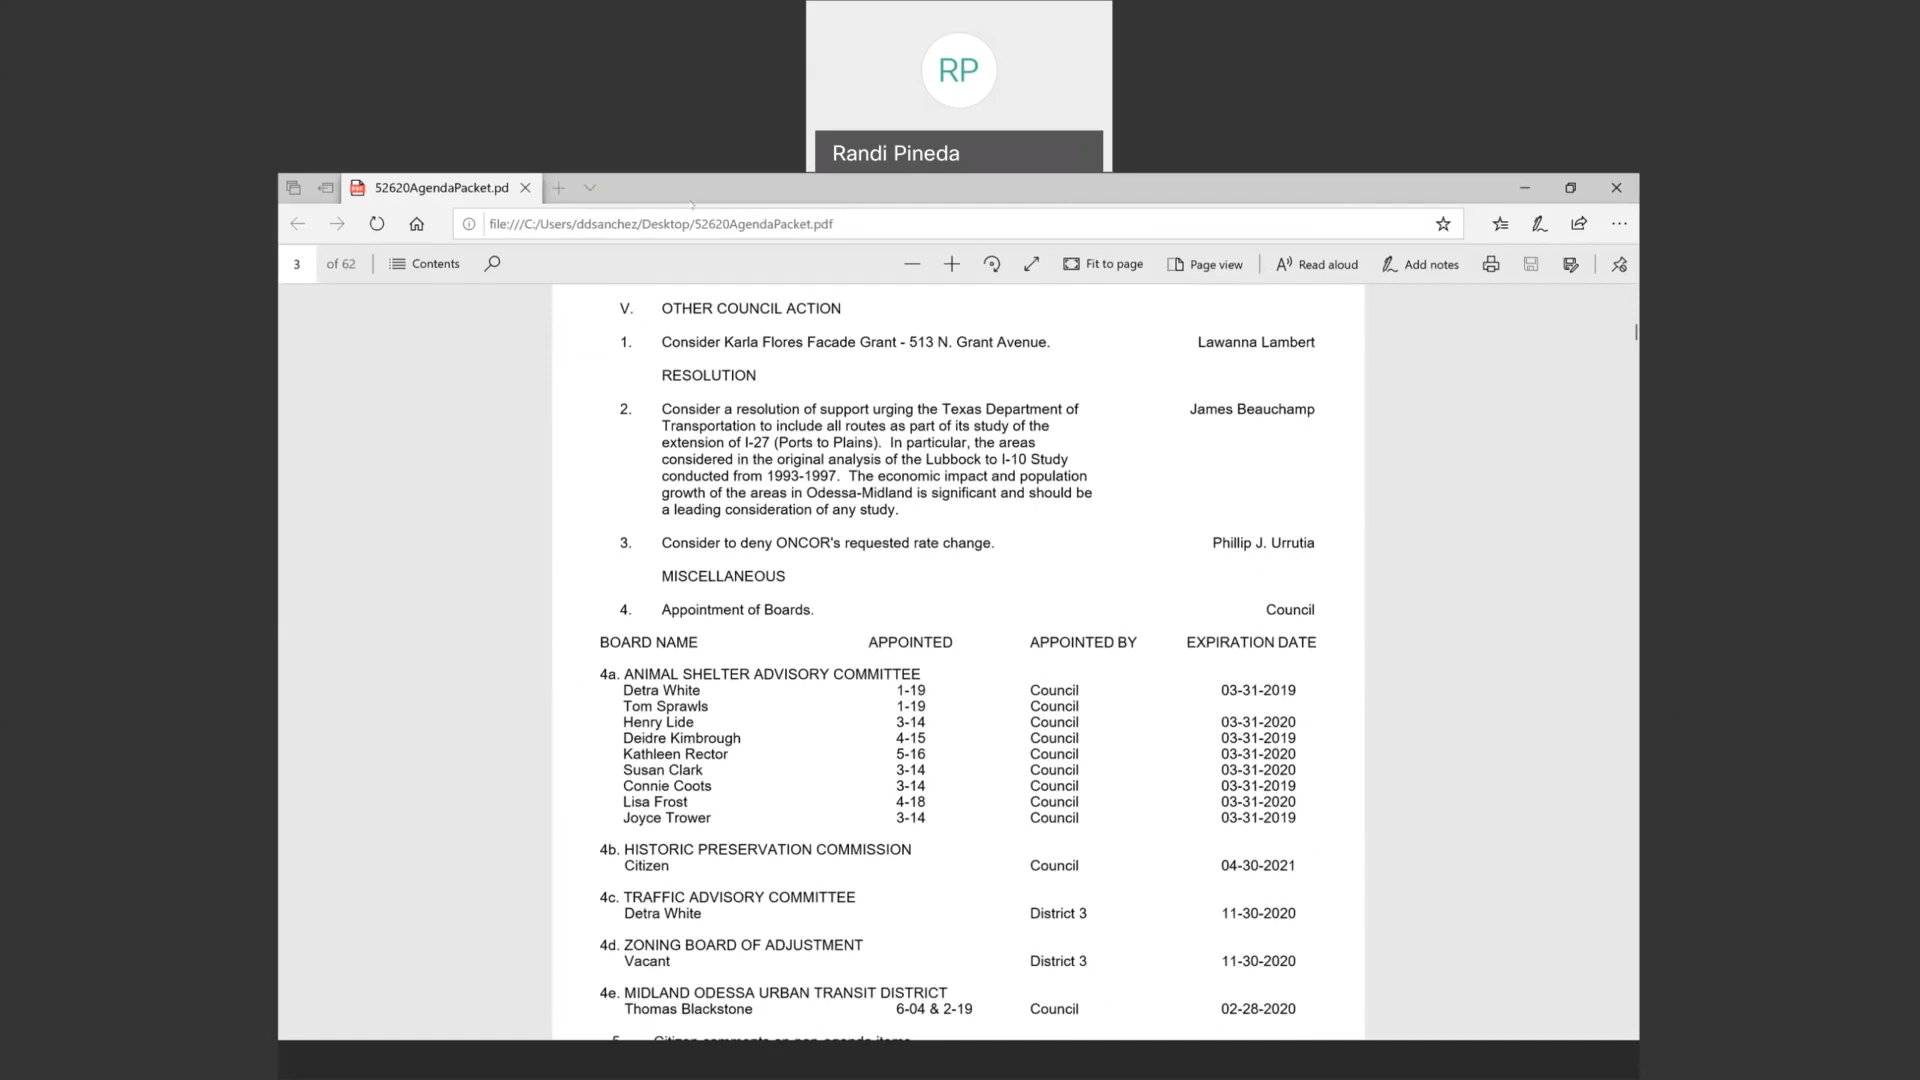 RP
Randi Pineda
52620AgendaPacket.pd
file:///C:/Users/ddsanchez/Desktop/52620AgendaPacket.pdf
3 of 62 Contents Fit to page Page view Read aloud Add notes
V. OTHER COUNCIL ACTION
1. Consider Karla Flores Facade Grant - 513 N. Grant Avenue. Lawanna Lambert
RESOLUTION
2. Consider a resolution of support urging the Texas Department of James Beauchamp
Transportation to include all routes as part of its study of the
extension of I-27 (Ports to Plains). In particular, the areas
considered in the original analysis of the Lubbock to I-10 Study
conducted from 1993-1997. The economic impact and population
growth of the areas in Odessa-Midland is significant and should be
a leading consideration of any study.
3. Consider to deny ONCOR's requested rate change. Phillip J. Urrutia
MISCELLANEOUS
4. Appointment of Boards. Council
BOARD NAME APPOINTED APPOINTED BY EXPIRATION DATE
4a. ANIMAL SHELTER ADVISORY COMMITTEE
Detra White 1-19 Council 03-31-2019
Tom Sprawls 1-19 Council
Henry Lide 3-14 Council 03-31-2020
Deidre Kimbrough 4-15 Council 03-31-2019
Kathleen Rector 5-16 Council 03-31-2020
Susan Clark 3-14 Council 03-31-2020
Connie Coots 3-14 Council 03-31-2019
Lisa Frost 4-18 Council 03-31-2020
Joyce Trower 3-14 Council 03-31-2019
4b. HISTORIC PRESERVATION COMMISSION
Citizen Council 04-30-2021
4c. TRAFFIC ADVISORY COMMITTEE
Detra White District 3 11-30-2020
4d. ZONING BOARD OF ADJUSTMENT
Vacant District 3 11-30-2020
4e. MIDLAND ODESSA URBAN TRANSIT DISTRICT
Thomas Blackstone 6-04 & 2-19 Council 02-28-2020
5. Citizen comments on non-agenda items.